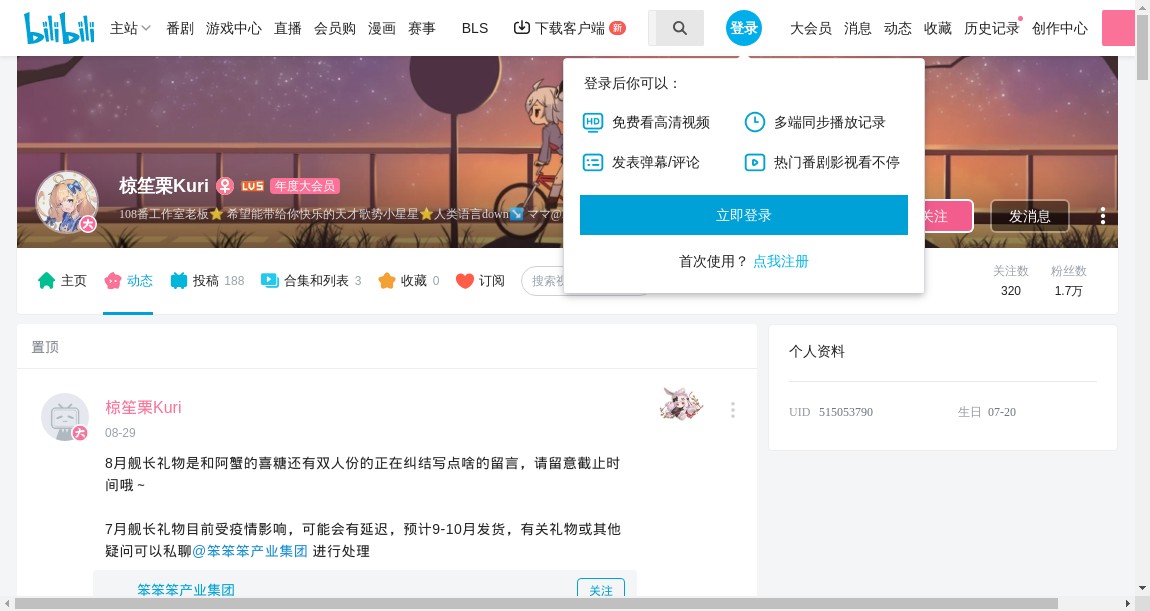 bilibili 主站 番剧 游戏中心 直播 会员购 漫画 赛事 BLS 下载客户端 新 登录 大会员 消息 动态 收藏 历史记录 创作中心
登录后你可以：
HD 免费看高清视频 多端同步播放记录
发表弹幕/评论 热门番剧影视看不停
立即登录
首次使用？ 点我注册
椋笙栗Kuri LV5 年度大会员
大 108番工作室老板⭐ 希望能带给你快乐的天才歌势小星星⭐人类语言down↘ ママ@
关注 发消息
主页 动态 投稿 188 合集和列表 3 收藏 0 订阅 搜索
关注数 粉丝数
320 1.7万
置顶
个人资料
UID 515053790 生日 07-20
椋笙栗Kuri
大 08-29
8月舰长礼物是和阿蟹的喜糖还有双人份的正在纠结写点啥的留言，请留意截止时
间哦～
7月舰长礼物目前受疫情影响，可能会有延迟，预计9-10月发货，有关礼物或其他
疑问可以私聊@笨笨笨产业集团 进行处理
笨笨笨产业集团 关注